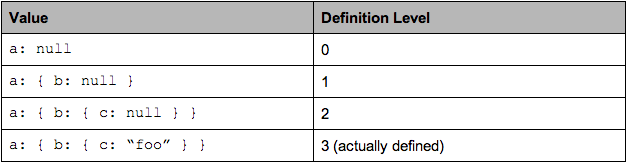 Value Definition Level
a: null 0
a: { b: null } 1
a: { b: { c: null } } 2
a: { b: { c: “foo” } } 3 (actually defined)